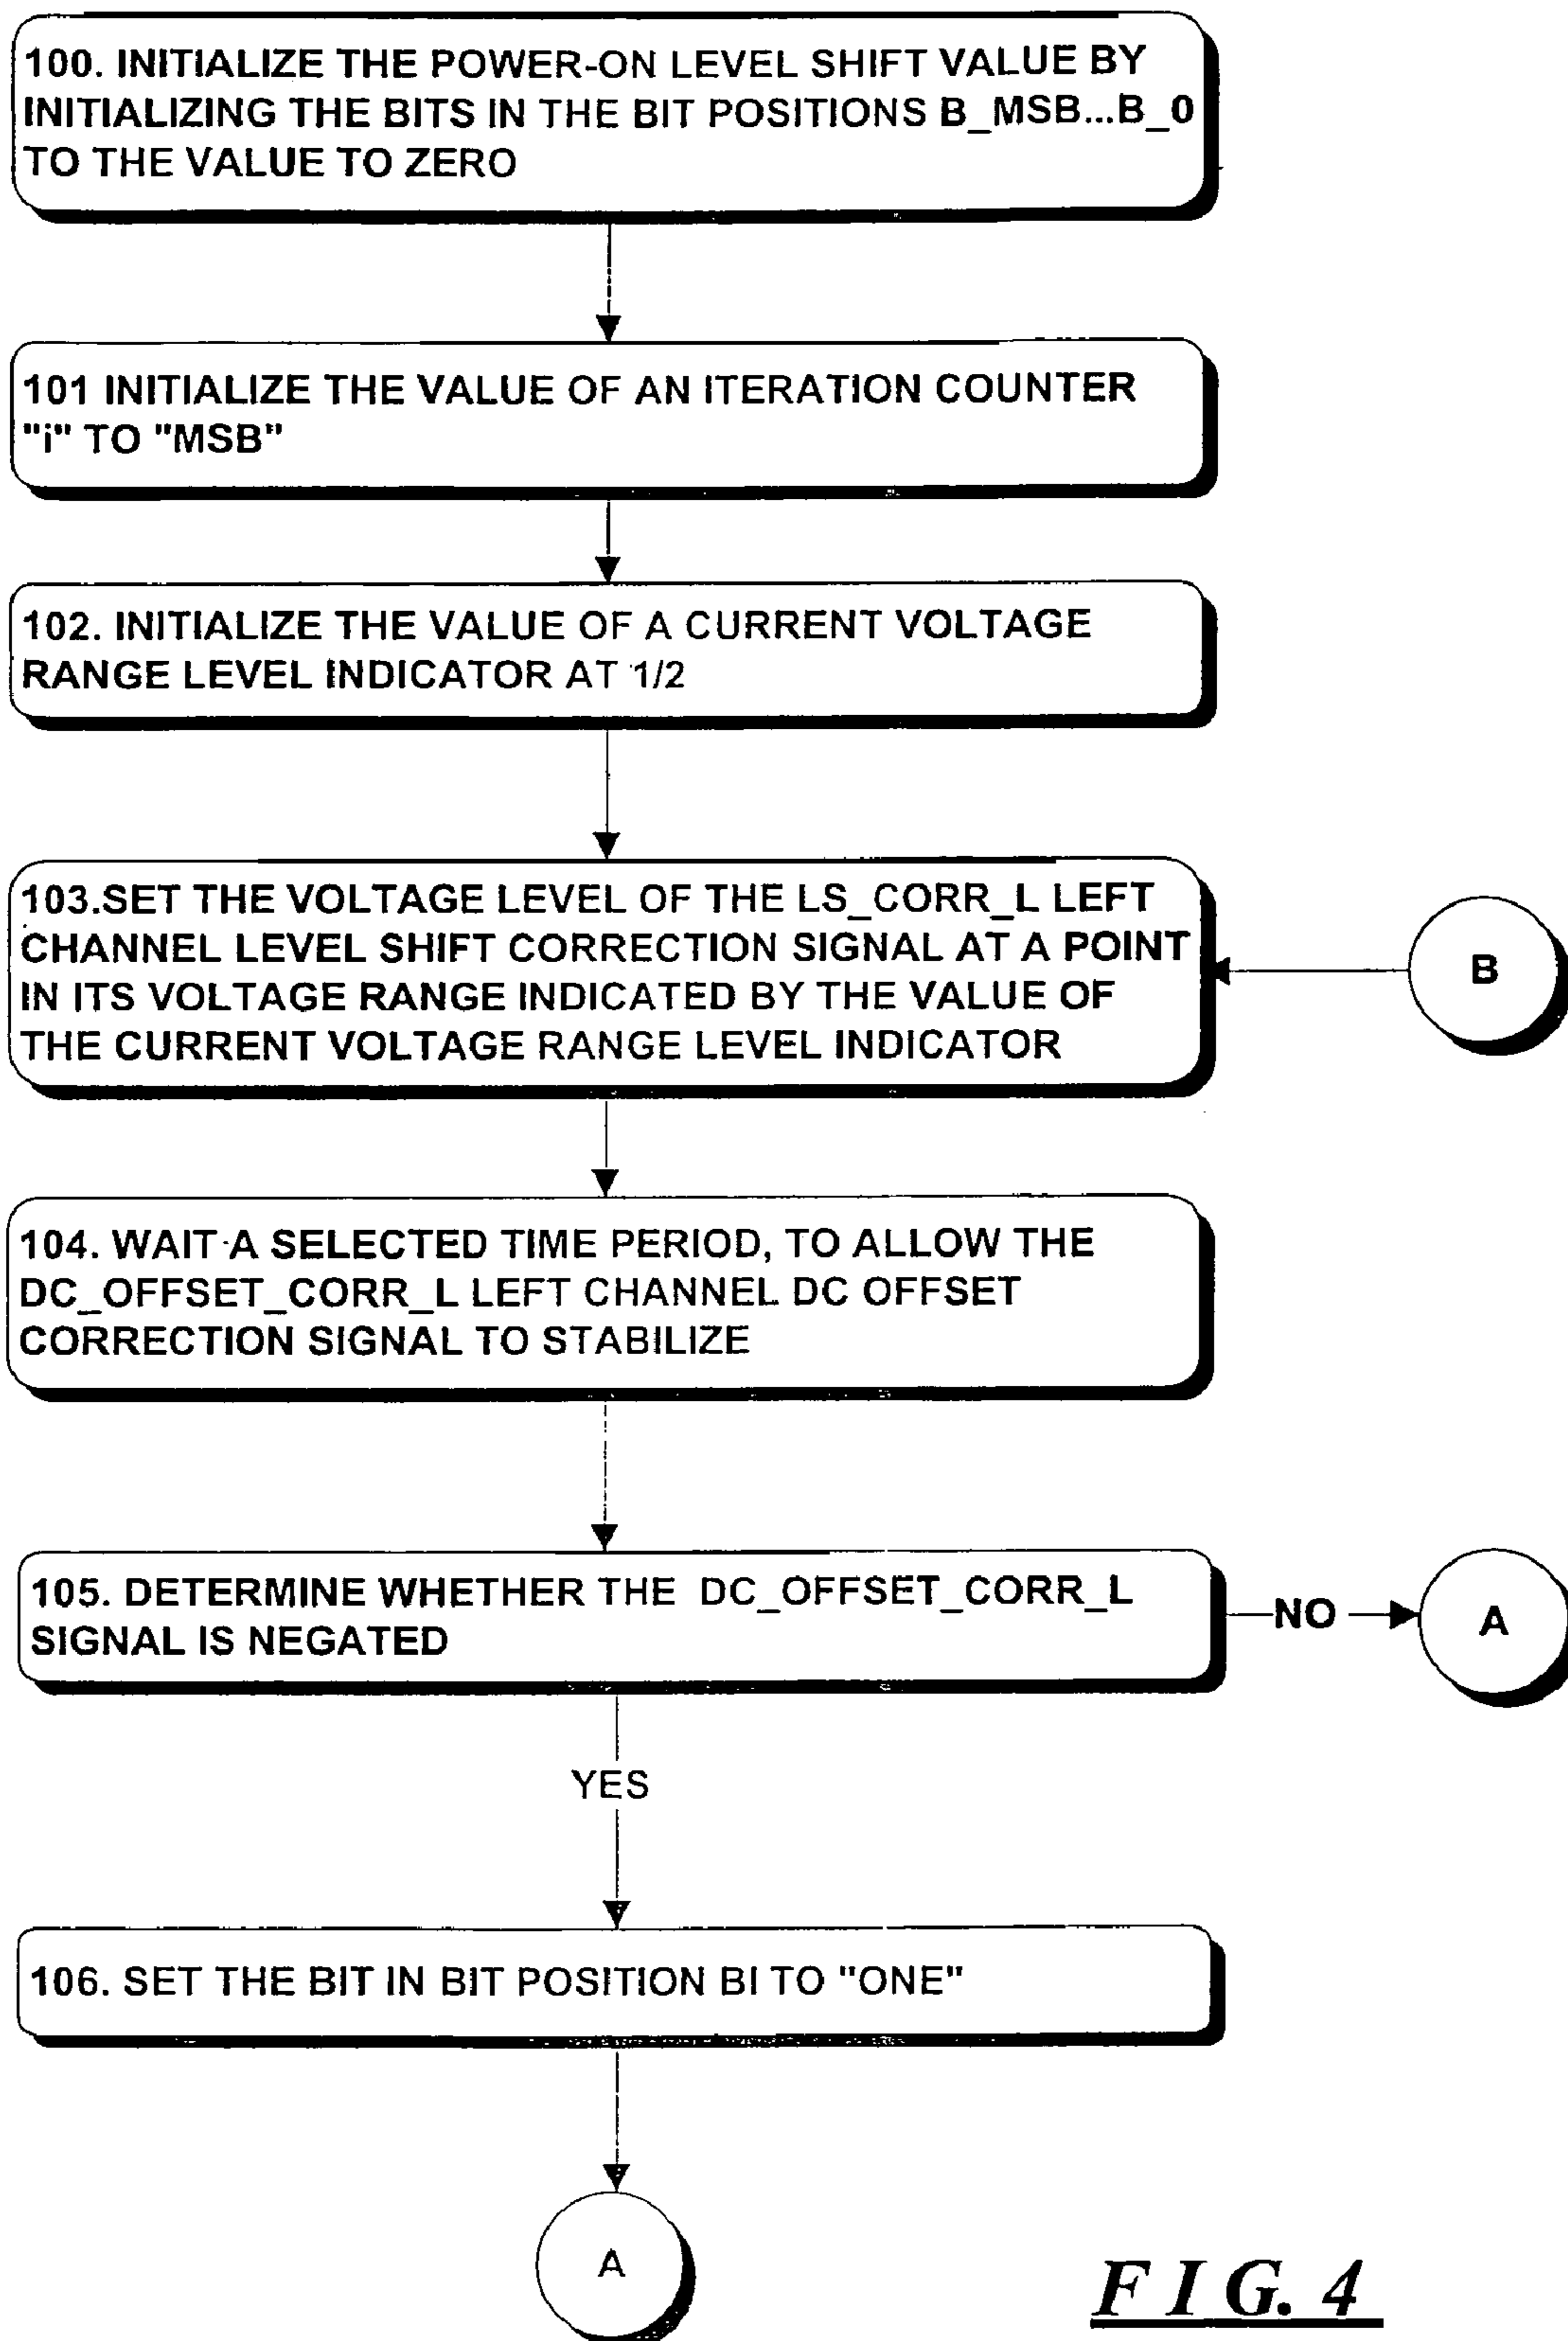 100. INITIALIZE THE POWER-ON LEVEL SHIFT VALUE BY
INITIALIZING THE BITS IN THE BIT POSITIONS B_MSB...B_0
TO THE VALUE TO ZERO
101 INITIALIZE THE VALUE OF AN ITERATION COUNTER
"i" TO "MSB"
102. INITIALIZE THE VALUE OF A CURRENT VOLTAGE
RANGE LEVEL INDICATOR AT 1/2
103.SET THE VOLTAGE LEVEL OF THE LS_CORR_L LEFT
CHANNEL LEVEL SHIFT CORRECTION SIGNAL AT A POINT
IN ITS VOLTAGE RANGE INDICATED BY THE VALUE OF
THE CURRENT VOLTAGE RANGE LEVEL INDICATOR
B
104. WAIT A SELECTED TIME PERIOD, TO ALLOW THE
DC_OFFSET_CORR_L LEFT CHANNEL DC OFFSET
CORRECTION SIGNAL TO STABILIZE
105. DETERMINE WHETHER THE DC_OFFSET_CORR_L
SIGNAL IS NEGATED
NO
A
YES
106. SET THE BIT IN BIT POSITION BI TO "ONE"
A
FIG. 4